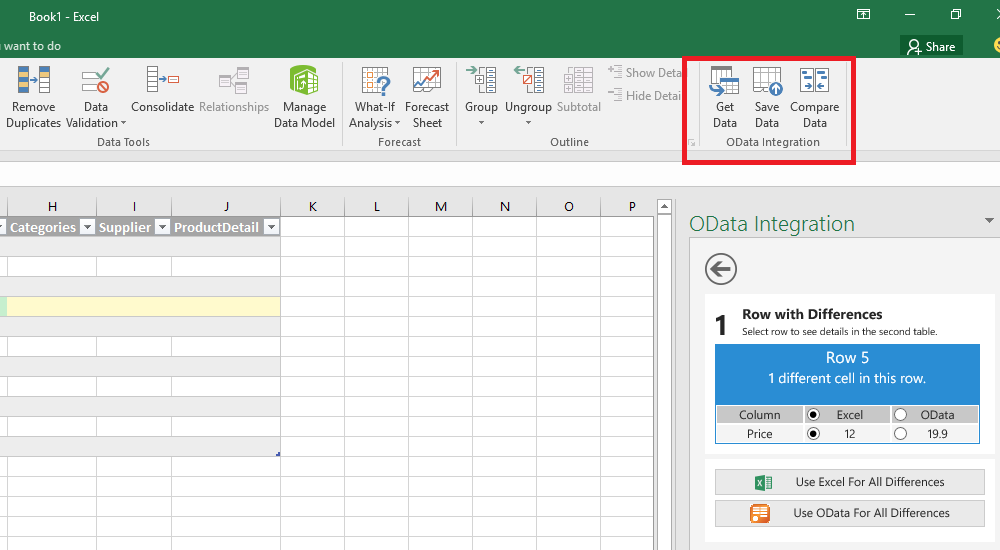 Book1 - Excel
want to do
Share
Remove Duplicates
Data Validation
Consolidate
Relationships
Manage Data Model
What-If Analysis
Forecast Sheet
Group
Ungroup
Subtotal
Show Deta
Hide Detai
Get Data
Save Data
Compare Data
Data Tools
Forecast
Outline
OData Integration
H I J K L M N O P
Categories Supplier ProductDetail
OData Integration
1
Row with Differences
Select row to see details in the second table.
Row 5
1 different cell in this row.
Column Excel OData
Price 12 19.9
Use Excel For All Differences
Use OData For All Differences